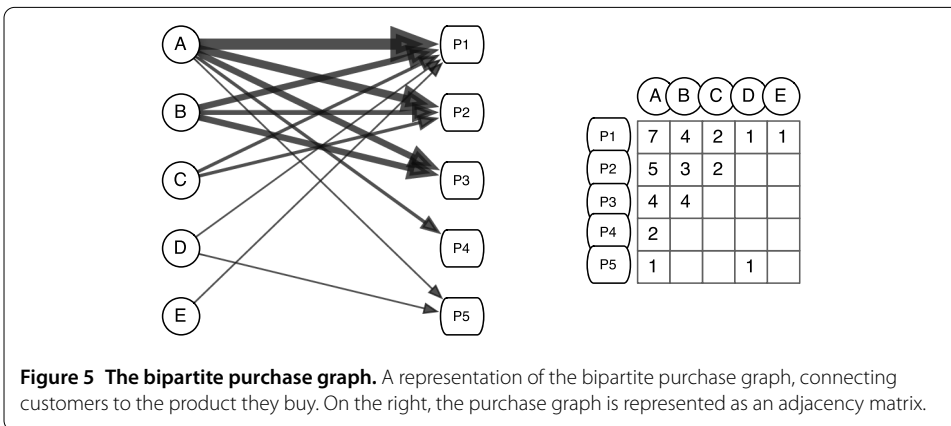 A
P1
B
P2
C
P3
D
P4
E
P5
A B C D E
P1 7 4 2 1 1
P2 5 3 2
P3 4 4
P4 2
P5 1 1
Figure 5 The bipartite purchase graph. A representation of the bipartite purchase graph, connecting
customers to the product they buy. On the right, the purchase graph is represented as an adjacency matrix.